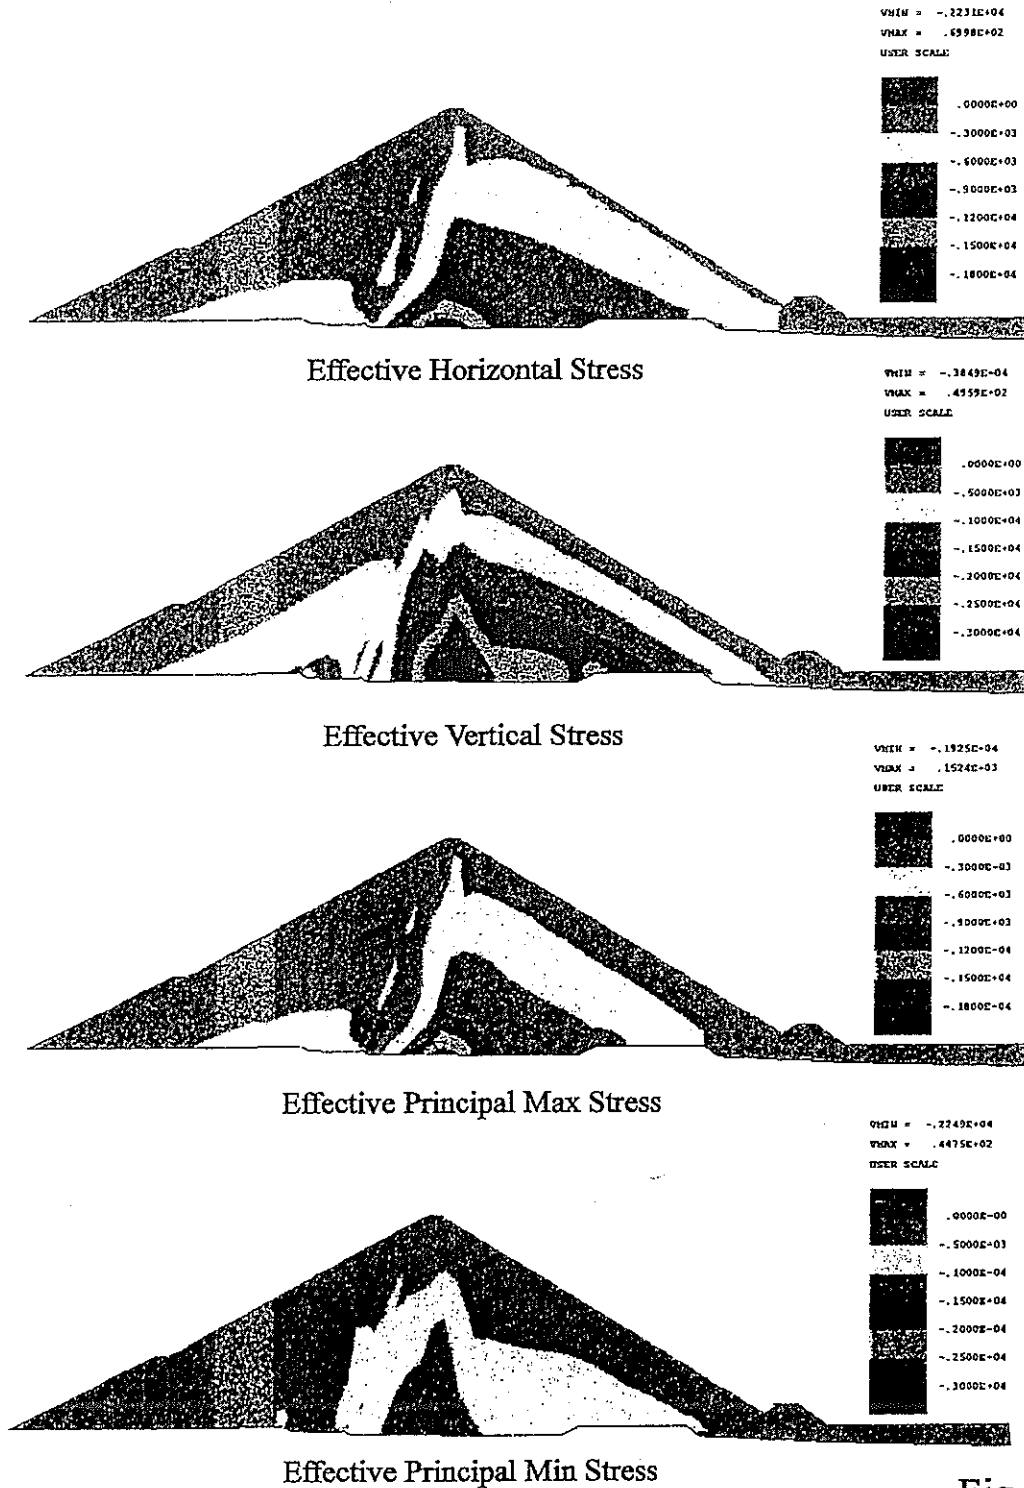 VMIN = -.2231E+04
VMAX = .6998E+02
USER SCALE
.0000E+00
-.3000E+03
-.6000E+03
-.9000E+03
-.1200E+04
-.1500E+04
-.1800E+04
Effective Horizontal Stress
VMIN = -.3849E-04
VMAX = .4959E+02
USER SCALE
.0000E+00
-.5000E+03
-.1000E+04
-.1500E+04
-.2000E+04
-.2500E+04
-.3000E+04
Effective Vertical Stress
VMIN = -.1925E-04
VMAX = .1524E+03
USER SCALE
.0000E+00
-.3000E-03
-.6000E+03
-.9000E+03
-.1200E-04
-.1500E+04
-.1800E-04
Effective Principal Max Stress
VMIN = -.2249E+04
VMAX = .4475E+02
USER SCALE
.0000E-00
-.5000E+03
-.1000E-04
-.1500E+04
-.2000E-04
-.2500E+04
-.3000E+04
Effective Principal Min Stress